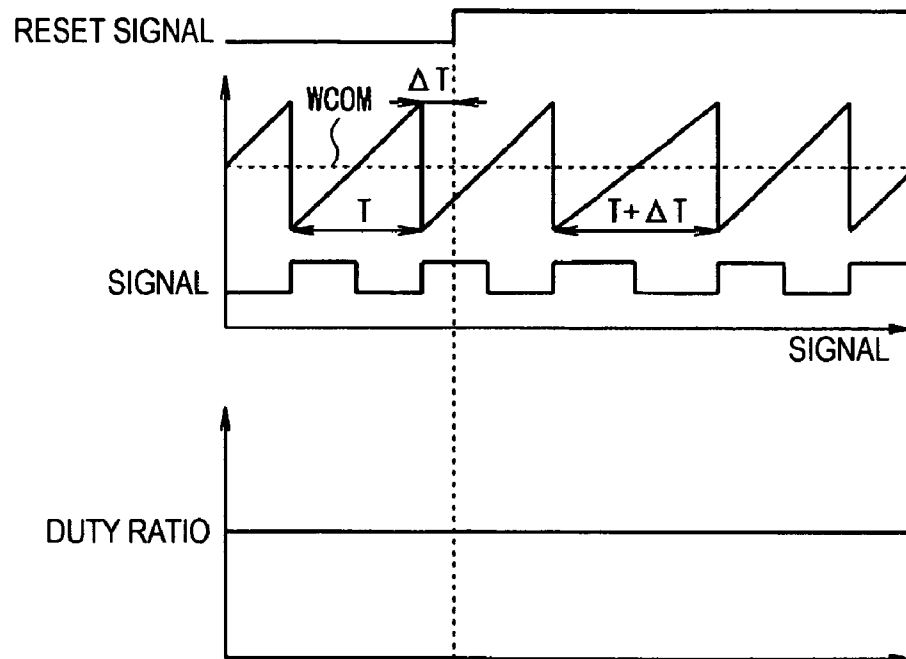 RESET SIGNAL
ΔT
WCOM
T
T+ΔT
SIGNAL
SIGNAL
DUTY RATIO